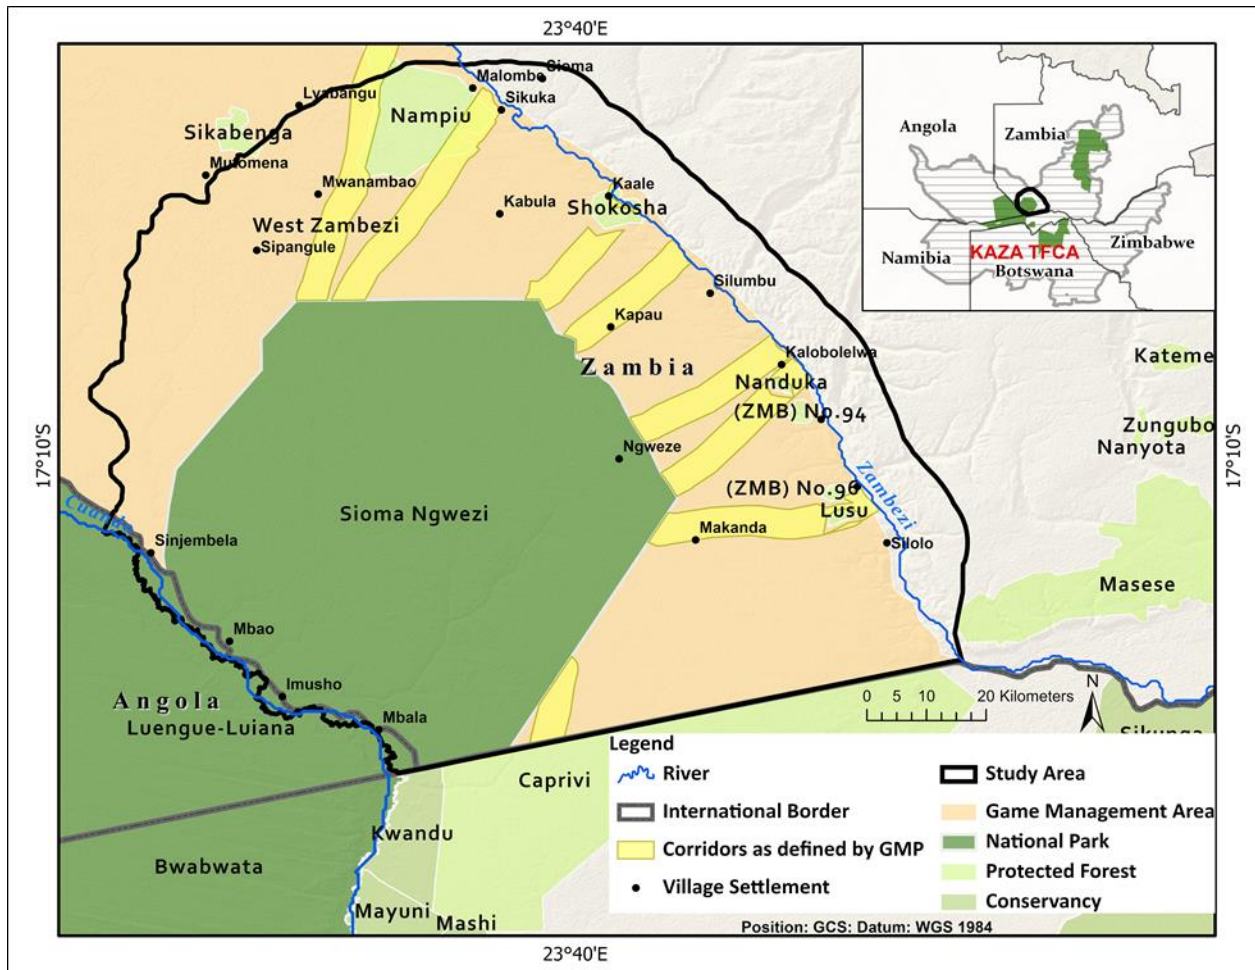 23°40'E
Lyabangu
Malombe
Sioma
Sikuka
Nampiu
Sikabenga
Mutomena
Mwanambao
Kabula
Kaale
Shokosha
West Zambezi
Sipangule
Silumbu
Kapau
Zambia
Kalobolelwa
Nanduka
(ZMB) No.94
Ngweze
(ZMB) No.96
Lusu
Zambezi
Makanda
Silolo
Sioma Ngwezi
17°10'S
17°10'S
Cuando
Sinjembela
Mbao
Imusho
Mbala
Angola
Luengue-Luiana
Bwabwata
Kwandu
Mayuni
Mashi
Caprivi
Kateme
Zungubo
Nanyota
Masese
Sikunga
Angola
Zambia
Namibia
KAZA TFCA
Botswana
Zimbabwe
N
0 5 10 20 Kilometers
Legend
River
International Border
Corridors as defined by GMP
Village Settlement
Study Area
Game Management Area
National Park
Protected Forest
Conservancy
Position: GCS: Datum: WGS 1984
23°40'E